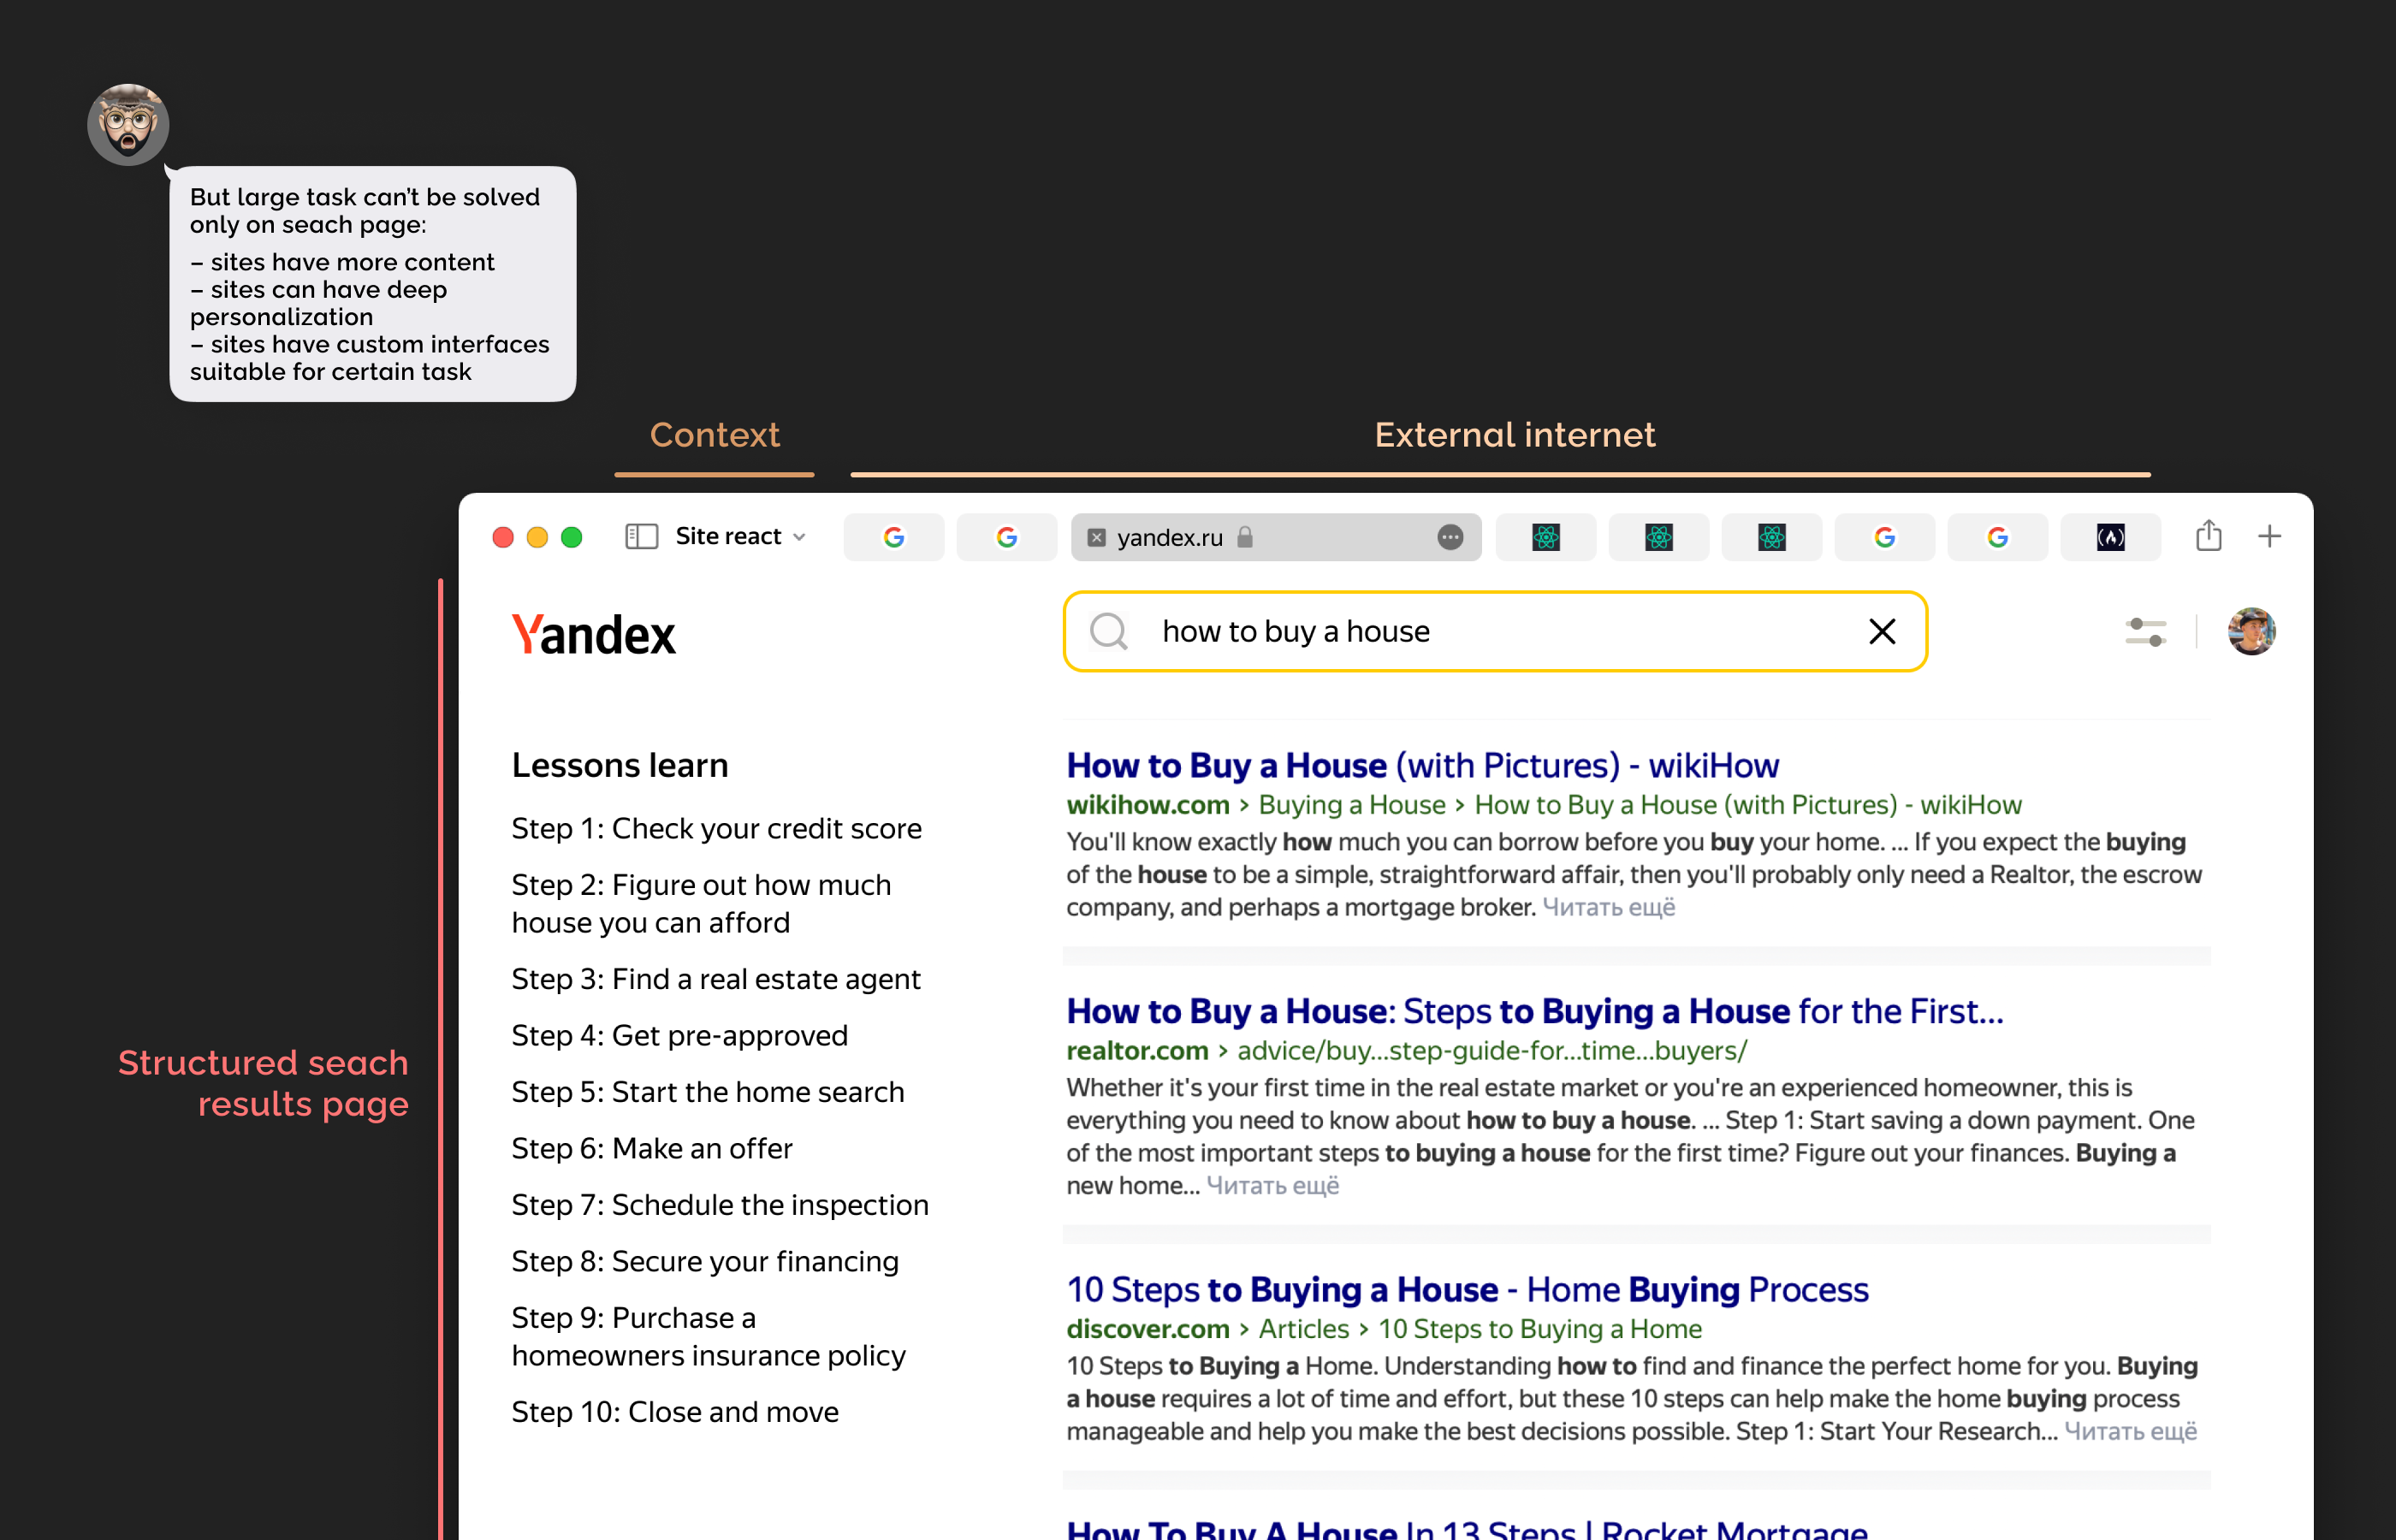 But large task can't be solved
only on seach page:
– sites have more content
– sites can have deep
personalization
– sites have custom interfaces
suitable for certain task
Context
External internet
Site react
yandex.ru
Yandex
how to buy a house
Structured seach
results page
Lessons learn
Step 1: Check your credit score
Step 2: Figure out how much
house you can afford
Step 3: Find a real estate agent
Step 4: Get pre-approved
Step 5: Start the home search
Step 6: Make an offer
Step 7: Schedule the inspection
Step 8: Secure your financing
Step 9: Purchase a
homeowners insurance policy
Step 10: Close and move
How to Buy a House (with Pictures) - wikiHow
wikihow.com › Buying a House › How to Buy a House (with Pictures) - wikiHow
You'll know exactly how much you can borrow before you buy your home. ... If you expect the buying
of the house to be a simple, straightforward affair, then you'll probably only need a Realtor, the escrow
company, and perhaps a mortgage broker. Читать ещё
How to Buy a House: Steps to Buying a House for the First...
realtor.com › advice/buy...step-guide-for...time...buyers/
Whether it's your first time in the real estate market or you're an experienced homeowner, this is
everything you need to know about how to buy a house. ... Step 1: Start saving a down payment. One
of the most important steps to buying a house for the first time? Figure out your finances. Buying a
new home... Читать ещё
10 Steps to Buying a House - Home Buying Process
discover.com › Articles › 10 Steps to Buying a Home
10 Steps to Buying a Home. Understanding how to find and finance the perfect home for you. Buying
a house requires a lot of time and effort, but these 10 steps can help make the home buying process
manageable and help you make the best decisions possible. Step 1: Start Your Research... Читать ещё
How To Buy A House In 13 Steps | Rocket Mortgage